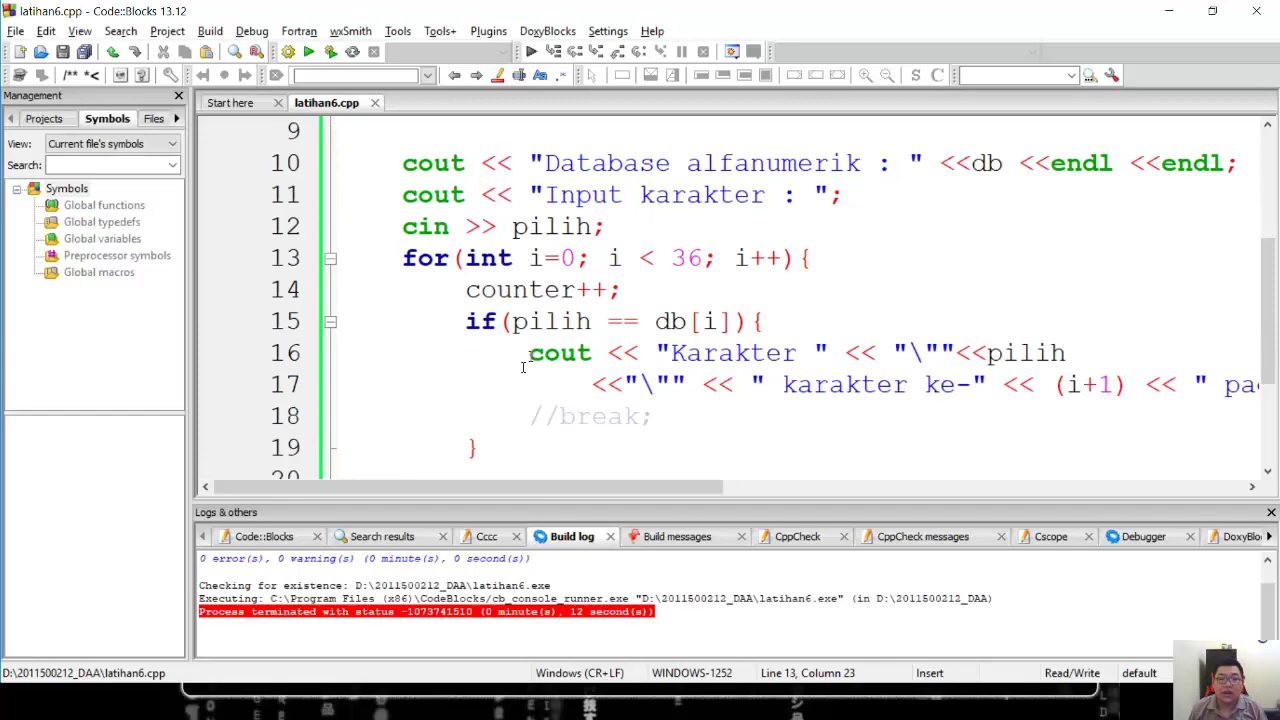 latihan6.cpp - Code::Blocks 13.12
File Edit View Search Project Build Debug Fortran wxSmith Tools Tools+ Plugins DoxyBlocks Settings Help
/** *<
S C
Management
Start here
latihan6.cpp
Projects Symbols Files
View: Current file's symbols
Search:
Symbols
Global functions
Global typedefs
Global variables
Preprocessor symbols
Global macros
9
10 cout << "Database alfanumerik : " <<db <<endl <<endl;
11 cout << "Input karakter : ";
12 cin >> pilih;
13 for(int i=0; i < 36; i++){
14 counter++;
15 if(pilih == db[i]){
16 cout << "Karakter " << "\""<<pilih
17 <<"\"" << " karakter ke-" << (i+1) << " pa
18 //break;
19 }
20
Logs & others
Code::Blocks Search results Cccc Build log Build messages CppCheck CppCheck messages Cscope Debugger DoxyBlo
0 error(s), 0 warning(s) (0 minute(s), 0 second(s))
Checking for existence: D:\2011500212_DAA\latihan6.exe
Executing: C:\Program Files (x86)\CodeBlocks/cb_console_runner.exe "D:\2011500212_DAA\latihan6.exe" (in D:\2011500212_DAA)
Process terminated with status -1073741510 (0 minute(s), 12 second(s))
D:\2011500212_DAA\latihan6.cpp Windows (CR+LF) WINDOWS-1252 Line 13, Column 23 Insert Read/Write default